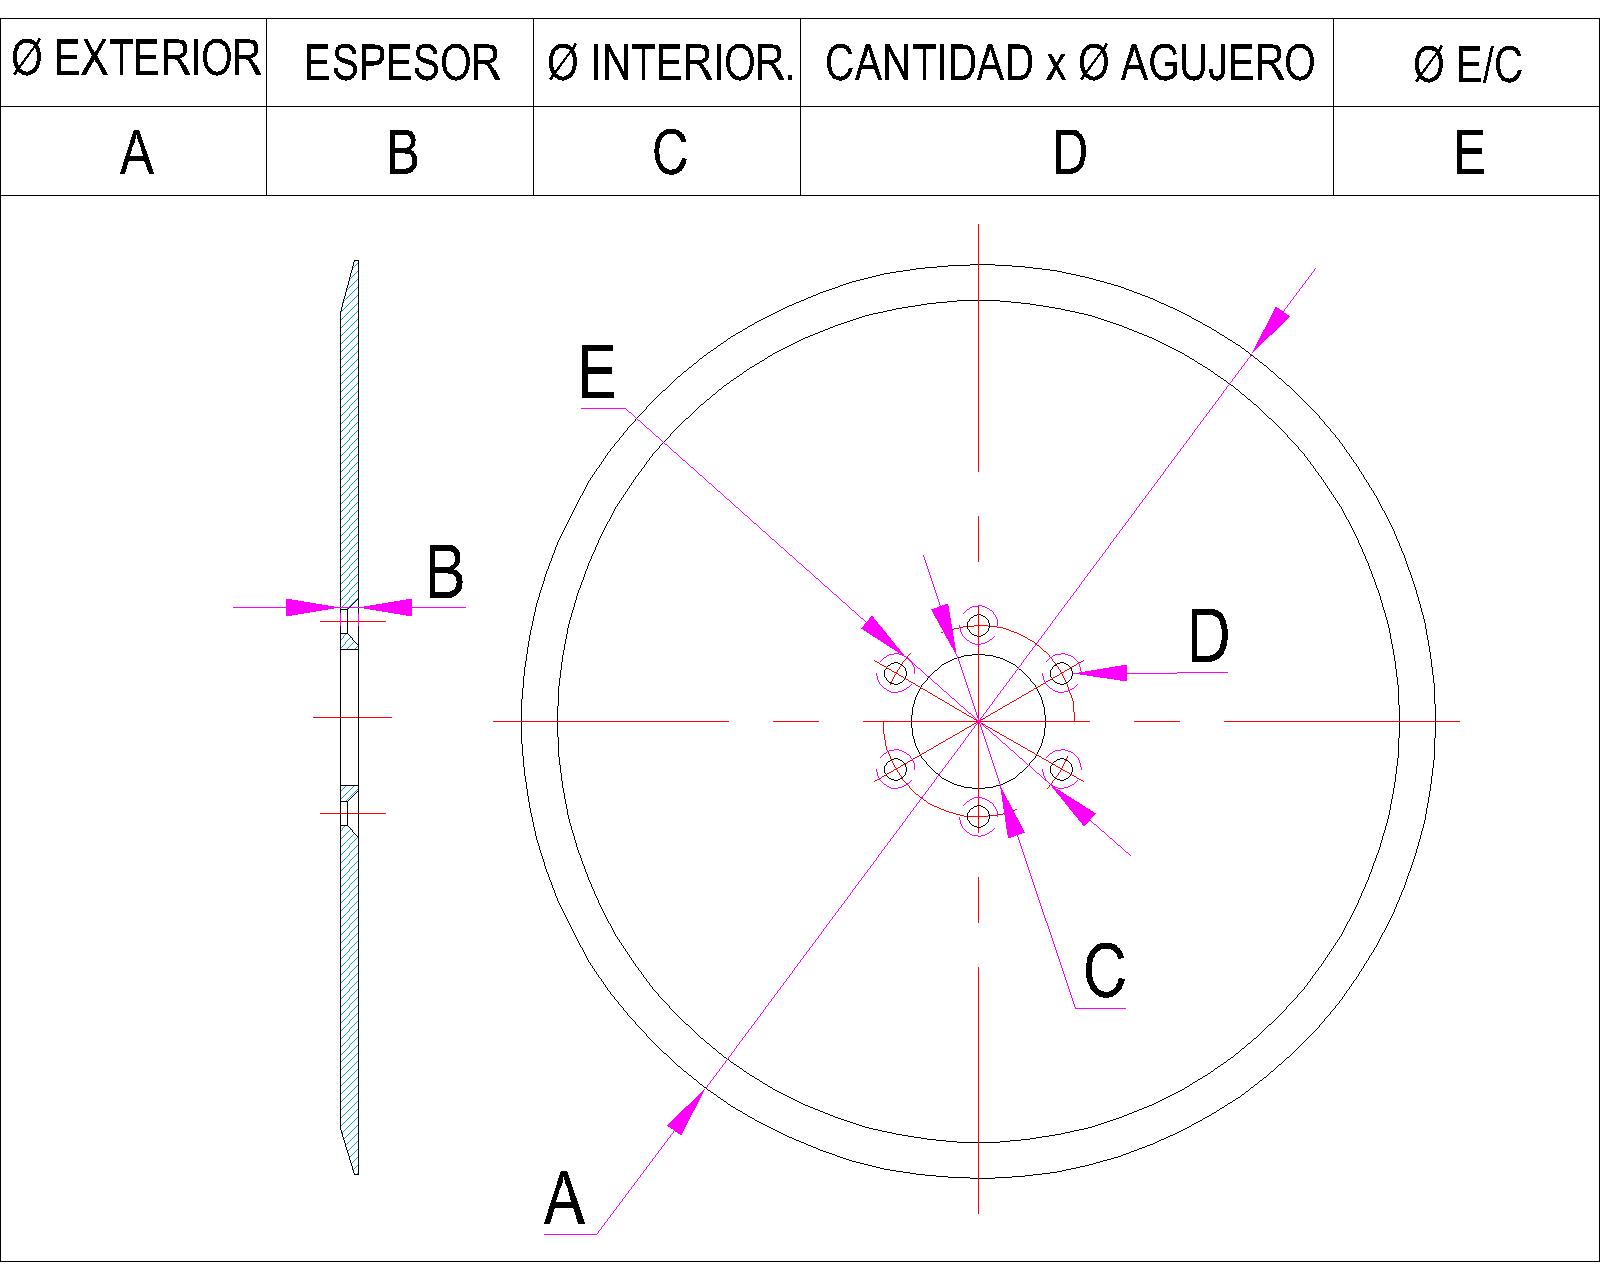 Ø EXTERIOR ESPESOR Ø INTERIOR. CANTIDAD x Ø AGUJERO Ø E/C
A B C D E
E
B
D
C
A